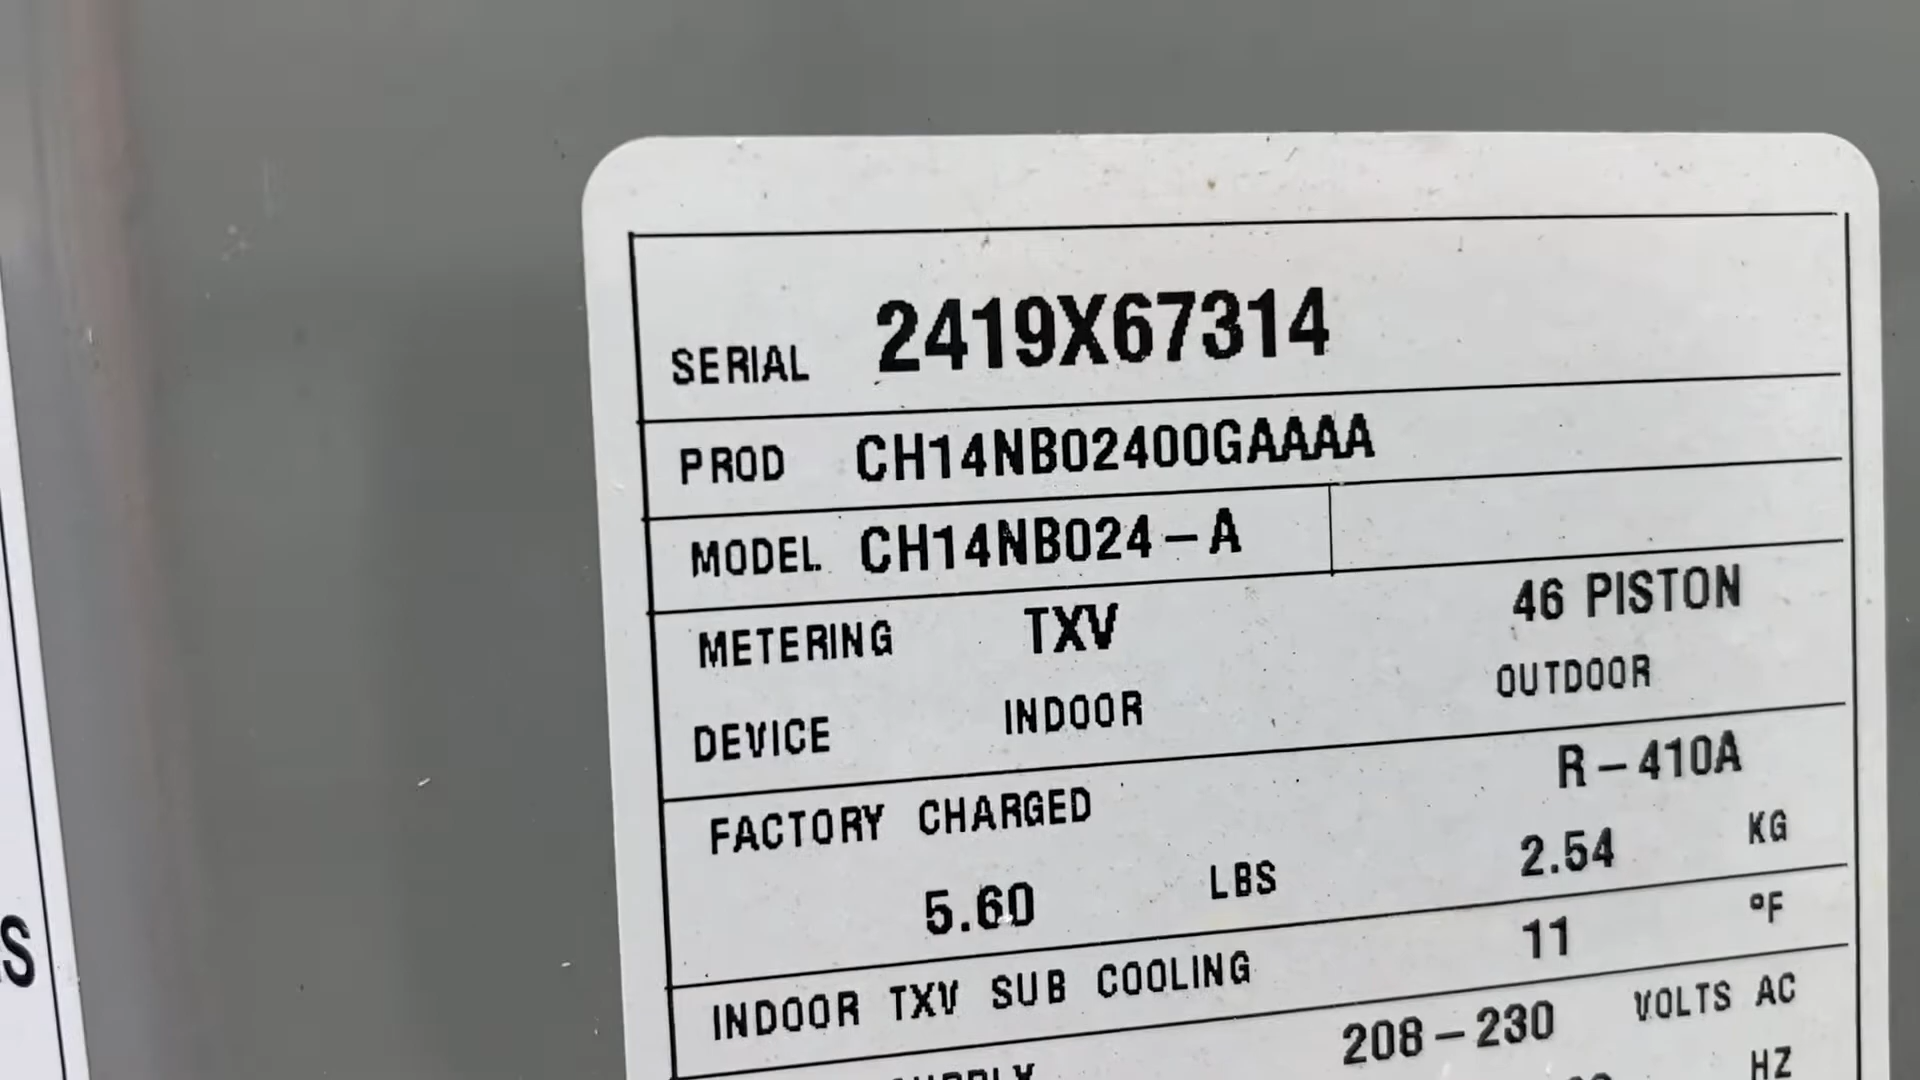 SERIAL 2419X67314
PROD CH14NB02400GAAAA
MODEL CH14NB024-A
METERING TXV 46 PISTON
DEVICE INDOOR OUTDOOR
FACTORY CHARGED R-410A
5.60 LBS 2.54 KG
INDOOR TXV SUB COOLING 11 °F
208-230 VOLTS AC
HZ